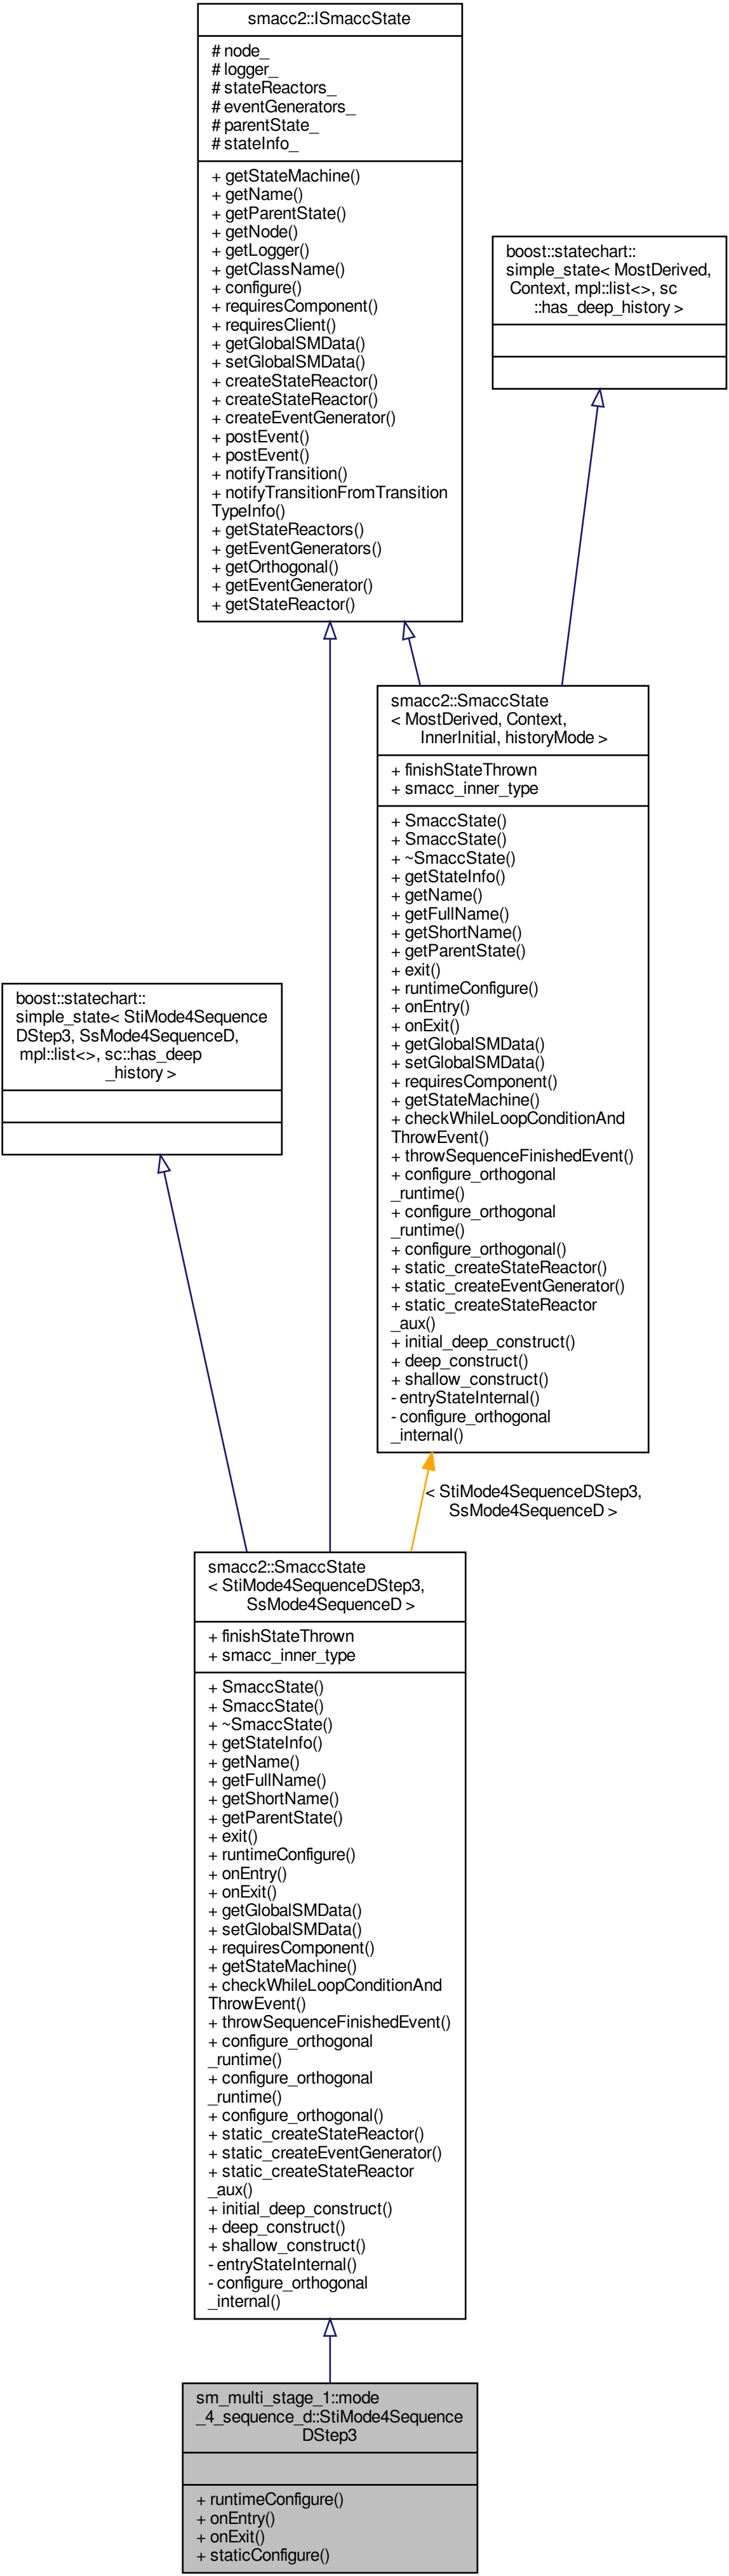 smacc2::ISmaccState
# node_
# logger_
# stateReactors_
# eventGenerators_
# parentState_
# stateInfo_
+ getStateMachine()
+ getName()
+ getParentState()
+ getNode()
+ getLogger()
+ getClassName()
+ configure()
+ requiresComponent()
+ requiresClient()
+ getGlobalSMData()
+ setGlobalSMData()
+ createStateReactor()
+ createStateReactor()
+ createEventGenerator()
+ postEvent()
+ postEvent()
+ notifyTransition()
+ notifyTransitionFromTransition
TypeInfo()
+ getStateReactors()
+ getEventGenerators()
+ getOrthogonal()
+ getEventGenerator()
+ getStateReactor()
boost::statechart::
simple_state< MostDerived,
Context, mpl::list<>, sc
::has_deep_history >
smacc2::SmaccState
< MostDerived, Context,
InnerInitial, historyMode >
+ finishStateThrown
+ smacc_inner_type
+ SmaccState()
+ SmaccState()
+ ~SmaccState()
+ getStateInfo()
+ getName()
+ getFullName()
+ getShortName()
+ getParentState()
+ exit()
+ runtimeConfigure()
+ onEntry()
+ onExit()
+ getGlobalSMData()
+ setGlobalSMData()
+ requiresComponent()
+ getStateMachine()
+ checkWhileLoopConditionAnd
ThrowEvent()
+ throwSequenceFinishedEvent()
+ configure_orthogonal
_runtime()
+ configure_orthogonal
_runtime()
+ configure_orthogonal()
+ static_createStateReactor()
+ static_createEventGenerator()
+ static_createStateReactor
_aux()
+ initial_deep_construct()
+ deep_construct()
+ shallow_construct()
- entryStateInternal()
- configure_orthogonal
_internal()
boost::statechart::
simple_state< StiMode4Sequence
DStep3, SsMode4SequenceD,
mpl::list<>, sc::has_deep
_history >
< StiMode4SequenceDStep3,
SsMode4SequenceD >
smacc2::SmaccState
< StiMode4SequenceDStep3,
SsMode4SequenceD >
+ finishStateThrown
+ smacc_inner_type
+ SmaccState()
+ SmaccState()
+ ~SmaccState()
+ getStateInfo()
+ getName()
+ getFullName()
+ getShortName()
+ getParentState()
+ exit()
+ runtimeConfigure()
+ onEntry()
+ onExit()
+ getGlobalSMData()
+ setGlobalSMData()
+ requiresComponent()
+ getStateMachine()
+ checkWhileLoopConditionAnd
ThrowEvent()
+ throwSequenceFinishedEvent()
+ configure_orthogonal
_runtime()
+ configure_orthogonal
_runtime()
+ configure_orthogonal()
+ static_createStateReactor()
+ static_createEventGenerator()
+ static_createStateReactor
_aux()
+ initial_deep_construct()
+ deep_construct()
+ shallow_construct()
- entryStateInternal()
- configure_orthogonal
_internal()
sm_multi_stage_1::mode
_4_sequence_d::StiMode4Sequence
DStep3
+ runtimeConfigure()
+ onEntry()
+ onExit()
+ staticConfigure()